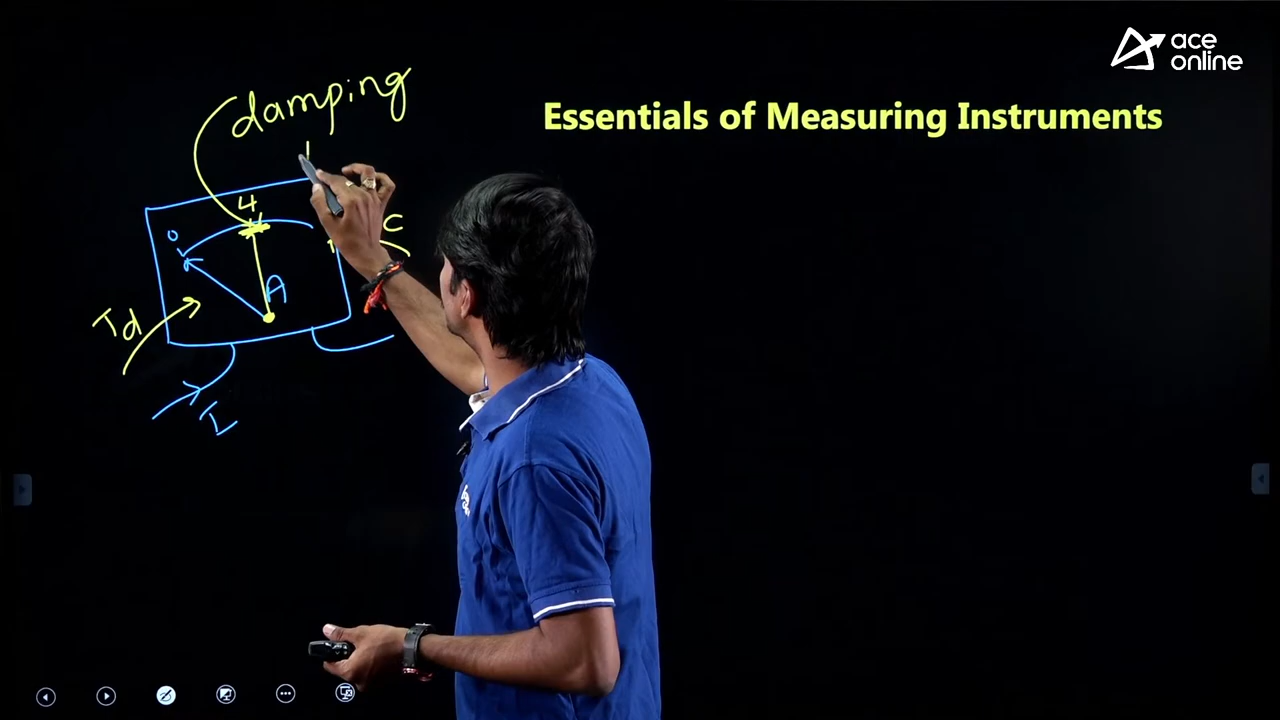 ace
online
Essentials of Measuring Instruments
damping
4
0
C
A
Td
I